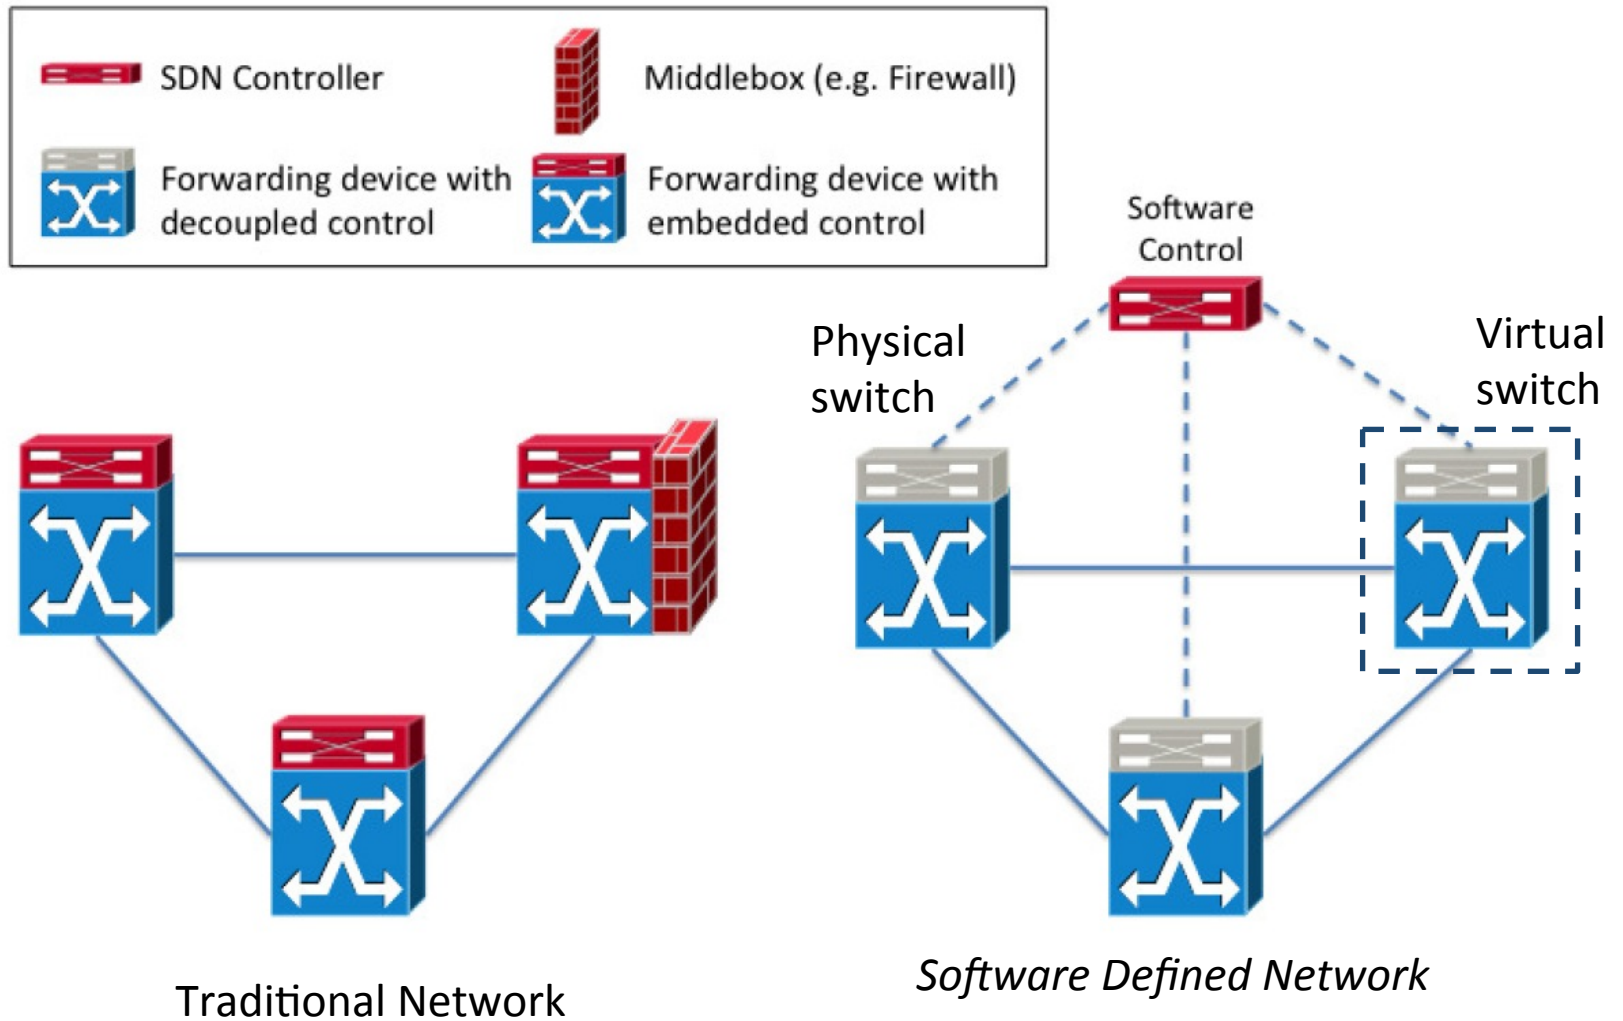 SDN Controller
Middlebox (e.g. Firewall)
Forwarding device with
decoupled control
Forwarding device with
embedded control
Software
Control
Physical
switch
Virtual
switch
Traditional Network
Software Defined Network